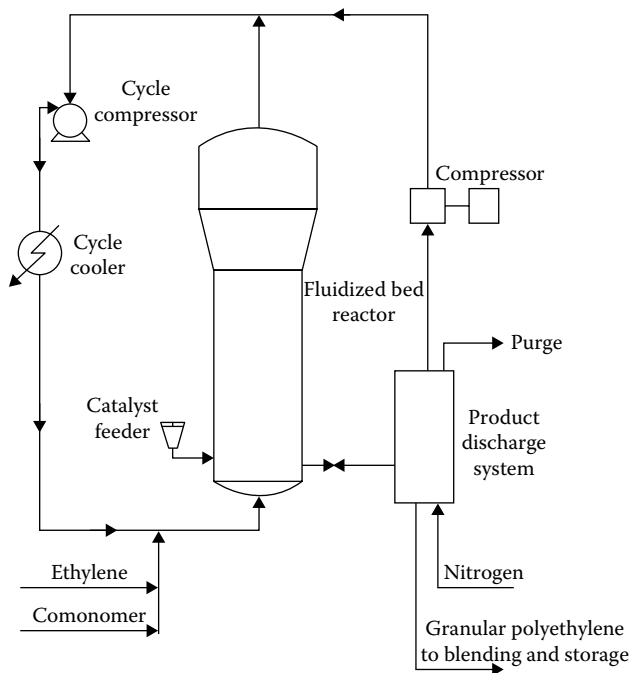 Cycle
compressor
Compressor
Cycle
cooler
Fluidized bed
reactor
Purge
Catalyst
feeder
Product
discharge
system
Ethylene
Nitrogen
Comonomer
Granular polyethylene
to blending and storage